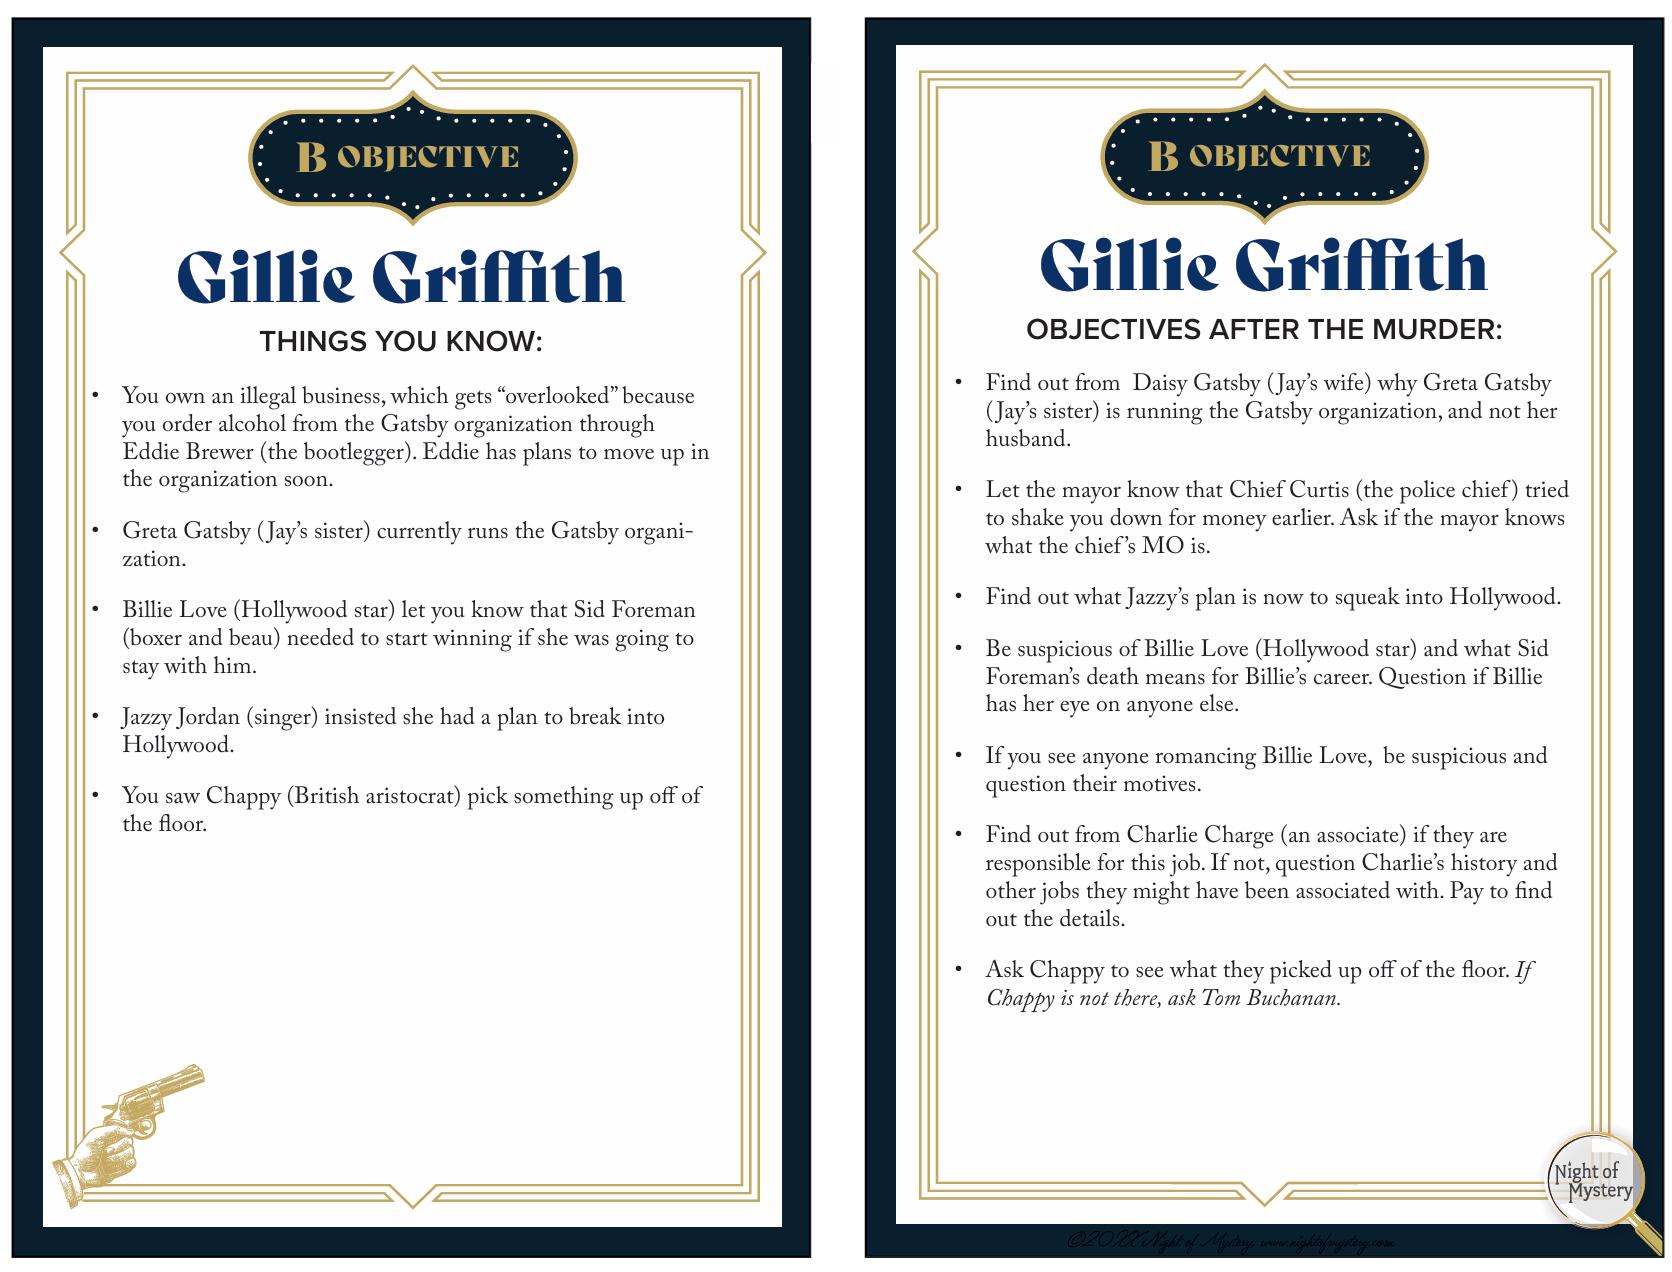 B OBJECTIVE
Gillie Griffith
THINGS YOU KNOW:
• You own an illegal business, which gets “overlooked” because
you order alcohol from the Gatsby organization through
Eddie Brewer (the bootlegger). Eddie has plans to move up in
the organization soon.
• Greta Gatsby (Jay’s sister) currently runs the Gatsby organi-
zation.
• Billie Love (Hollywood star) let you know that Sid Foreman
(boxer and beau) needed to start winning if she was going to
stay with him.
• Jazzy Jordan (singer) insisted she had a plan to break into
Hollywood.
• You saw Chappy (British aristocrat) pick something up off of
the floor.
B OBJECTIVE
Gillie Griffith
OBJECTIVES AFTER THE MURDER:
• Find out from Daisy Gatsby (Jay’s wife) why Greta Gatsby
(Jay’s sister) is running the Gatsby organization, and not her
husband.
• Let the mayor know that Chief Curtis (the police chief) tried
to shake you down for money earlier. Ask if the mayor knows
what the chief’s MO is.
• Find out what Jazzy’s plan is now to squeak into Hollywood.
• Be suspicious of Billie Love (Hollywood star) and what Sid
Foreman’s death means for Billie’s career. Question if Billie
has her eye on anyone else.
• If you see anyone romancing Billie Love, be suspicious and
question their motives.
• Find out from Charlie Charge (an associate) if they are
responsible for this job. If not, question Charlie’s history and
other jobs they might have been associated with. Pay to find
out the details.
• Ask Chappy to see what they picked up off of the floor. If
Chappy is not there, ask Tom Buchanan.
Night of
Mystery
©20XX Night of Mystery, www.nightofmystery.com